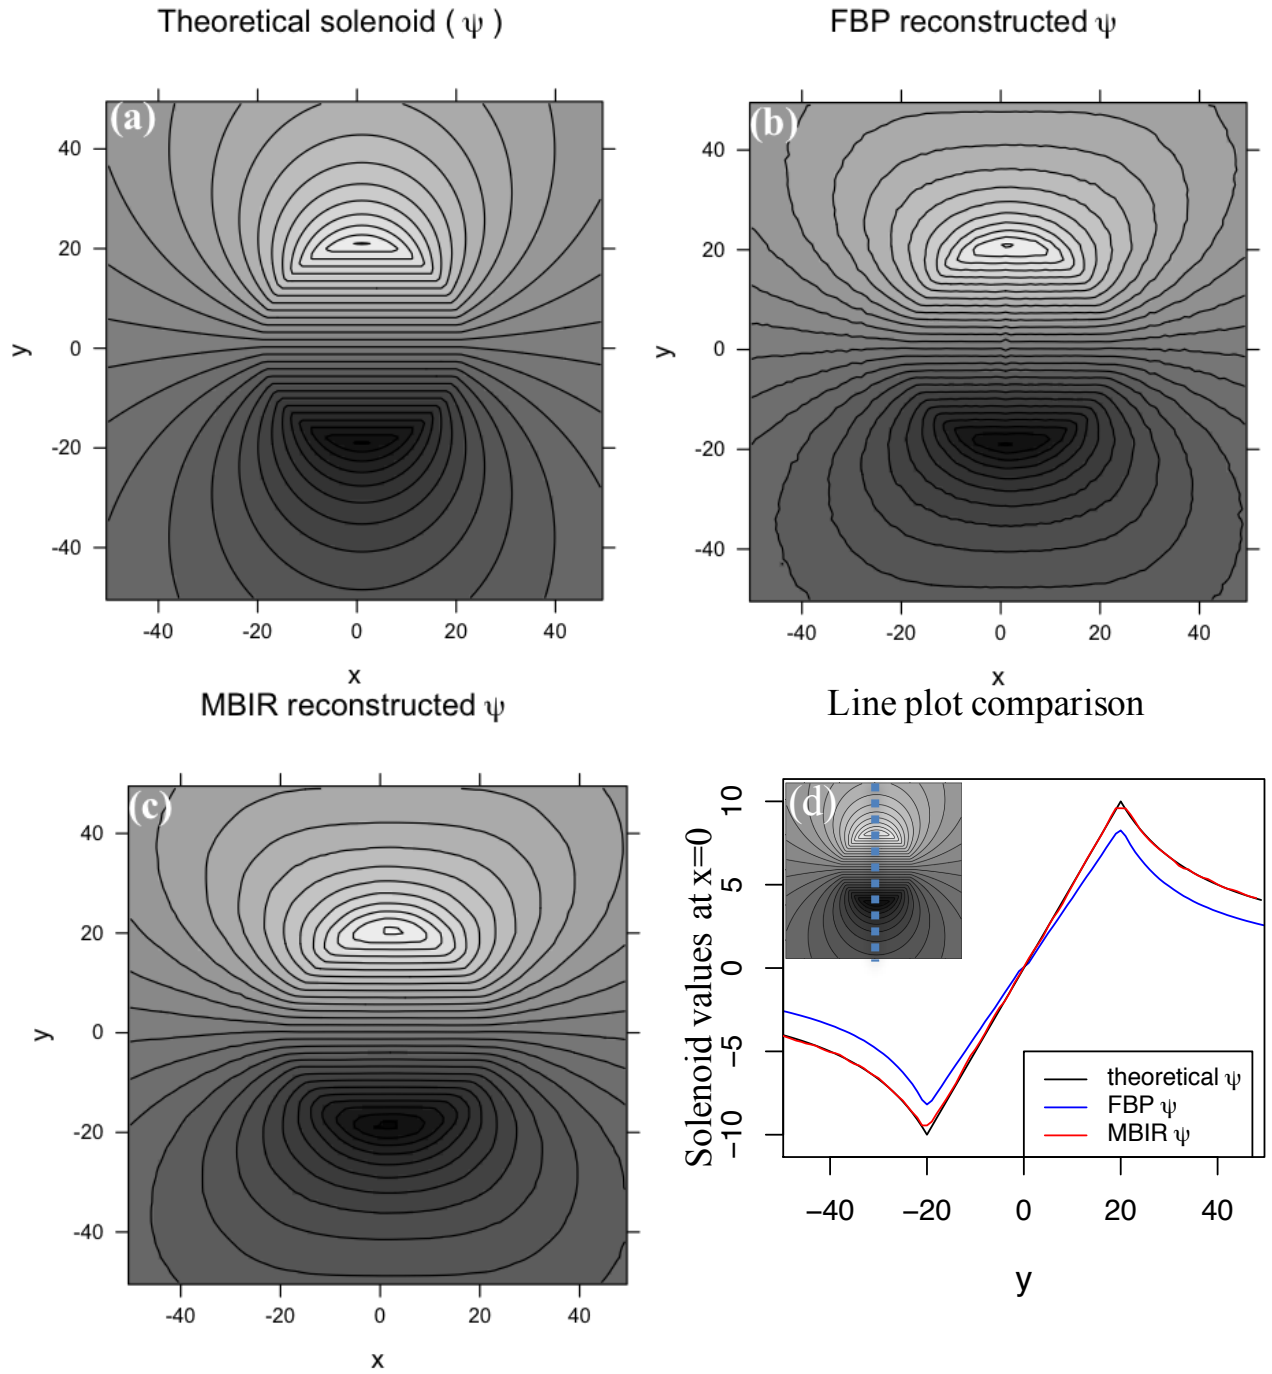 Theoretical solenoid ( ψ )
FBP reconstructed ψ
(a)
40
20
0
-20
-40
y
-40 -20 0 20 40
x
(b)
40
20
0
-20
-40
y
-40 -20 0 20 40
x
MBIR reconstructed ψ
Line plot comparison
(c)
40
20
0
-20
-40
y
-40 -20 0 20 40
x
(d)
Solenoid values at x=0
10
5
0
−5
−10
theoretical ψ
FBP ψ
MBIR ψ
−40 −20 0 20 40
y